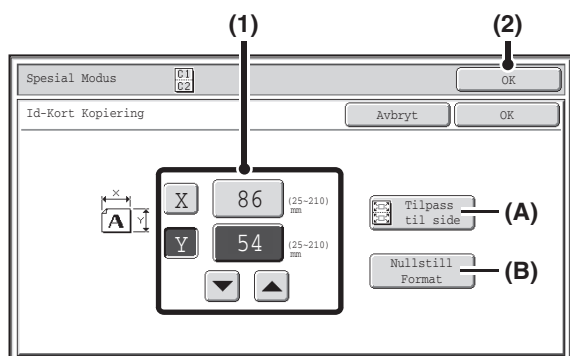 (1)
(2)
Spesial Modus
C1
C2
OK
Id-Kort Kopiering
Avbryt
OK
X
A
Y
X
86
(25~210)
mm
Tilpass
til side
(A)
Y
54
(25~210)
mm
Nullstill
Format
(B)